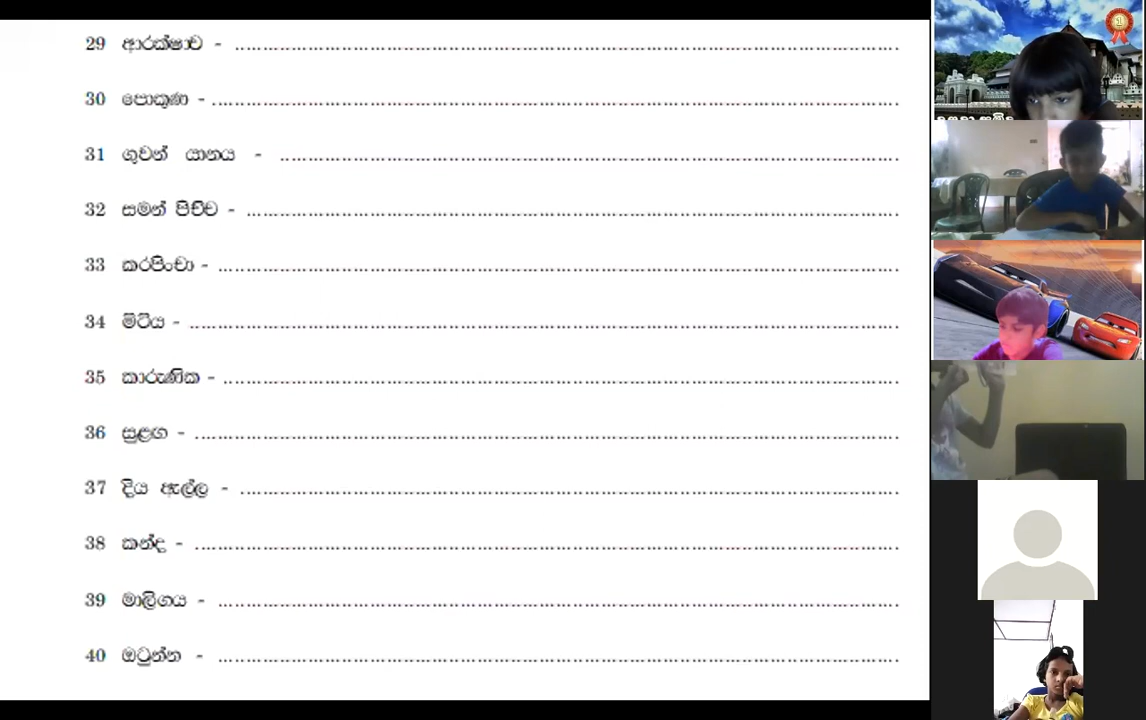 29 ආරක්ෂාව - ........................................................................................................
30 පොකුණ - ........................................................................................................
31 ගුවන් යානය - ........................................................................................................
32 සමන් පිච්ච - ........................................................................................................
33 කරපිංචා - ........................................................................................................
34 මිටිය - ........................................................................................................
35 කාරුණික - ........................................................................................................
36 සුළඟ - ........................................................................................................
37 දිය ඇල්ල - ........................................................................................................
38 කන්ද - ........................................................................................................
39 මාලිගය - ........................................................................................................
40 ඔටුන්න - ........................................................................................................
1